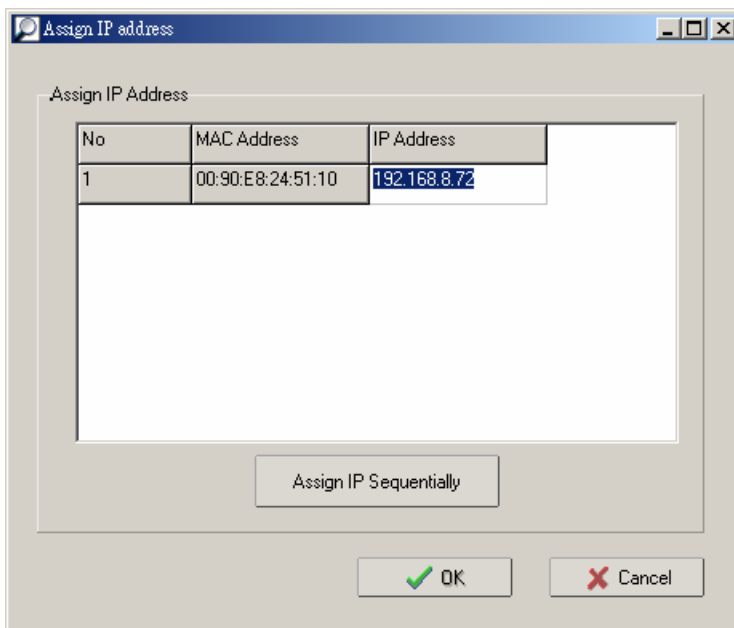 Assign IP address
Assign IP Address
No MAC Address IP Address
1 00:90:E8:24:51:10 192.168.8.72
Assign IP Sequentially
OK Cancel